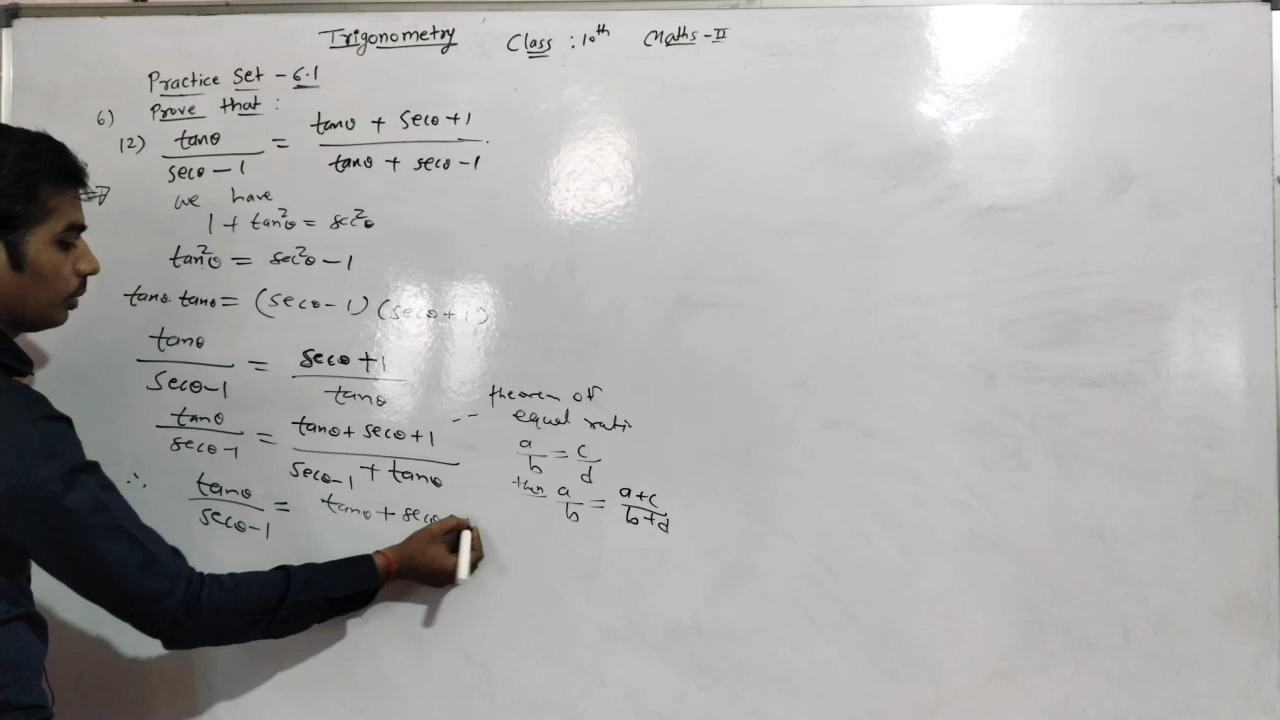 Trigonometry Class : 10th Maths-II
Practice Set - 6.1
6) Prove that :
12) tanθ / secθ - 1 = tanθ + secθ + 1 / tanθ + secθ - 1
we have
1 + tan²θ = sec²θ
tan²θ = sec²θ - 1
tanθ. tanθ = (secθ - 1) (secθ + 1)
tanθ / secθ-1 = secθ + 1 / tanθ
tanθ / secθ-1 = tanθ + secθ + 1 / secθ-1 + tanθ -- theorem of equal ratio
a / b = c / d
then a / b = a+c / b+d
∴ tanθ / secθ-1 = tanθ + secθ